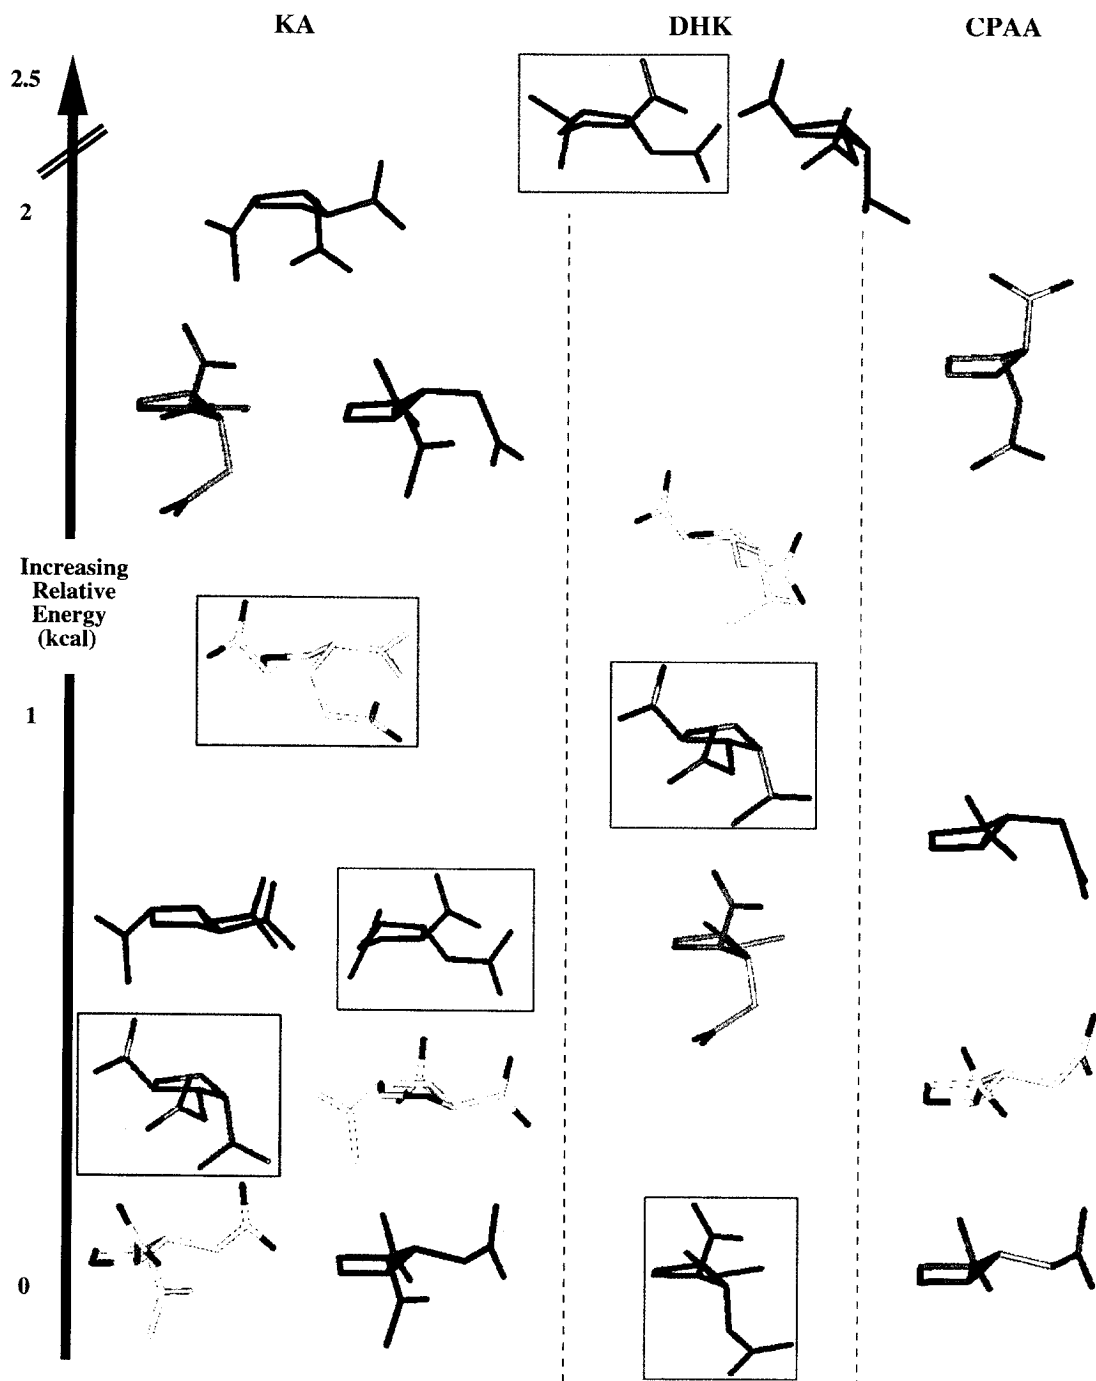 KA
DHK
CPAA
2.5
2
Increasing
Relative
Energy
(kcal)
1
0